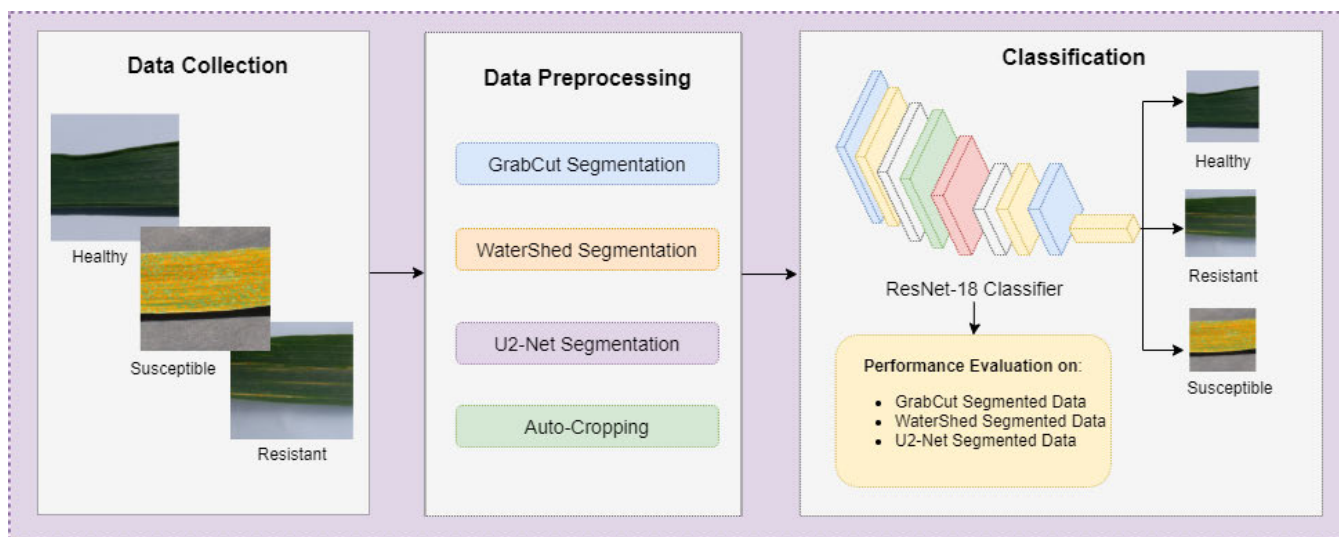 Data Collection
Healthy
Susceptible
Resistant
Data Preprocessing
GrabCut Segmentation
WaterShed Segmentation
U2-Net Segmentation
Auto-Cropping
Classification
ResNet-18 Classifier
Performance Evaluation on:
• GrabCut Segmented Data
• WaterShed Segmented Data
• U2-Net Segmented Data
Healthy
Resistant
Susceptible